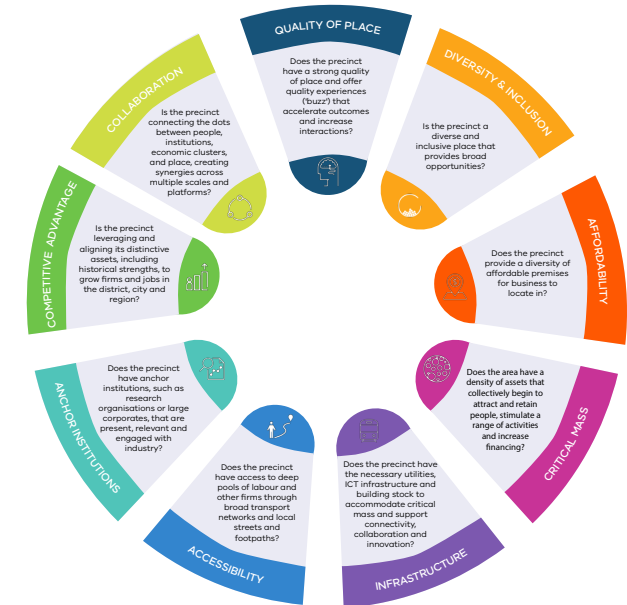 QUALITY OF PLACE
Does the precinct
have a strong quality
of place and offer
quality experiences
('buzz') that
accelerate outcomes
and increase
interactions?
DIVERSITY & INCLUSION
Is the precinct a
diverse and
inclusive place that
provides broad
opportunities?
AFFORDABILITY
Does the precinct
provide a diversity of
affordable premises
for business to
locate in?
CRITICAL MASS
Does the area have a
density of assets that
collectively begin to
attract and retain
people, stimulate a
range of activities
and increase
financing?
INFRASTRUCTURE
Does the precinct have
the necessary utilities,
ICT infrastructure and
building stock to
accommodate critical
mass and support
connectivity,
collaboration and
innovation?
ACCESSIBILITY
Does the precinct
have access to deep
pools of labour and
other firms through
broad transport
networks and local
streets and
footpaths?
ANCHOR INSTITUTIONS
Does the precinct
have anchor
institutions, such as
research
organisations or large
corporates, that are
present, relevant and
engaged with
industry?
COMPETITIVE ADVANTAGE
Is the precinct
leveraging and
aligning its distinctive
assets, including
historical strengths, to
grow firms and jobs in
the district, city and
region?
COLLABORATION
Is the precinct
connecting the dots
between people,
institutions,
economic clusters,
and place, creating
synergies across
multiple scales and
platforms?